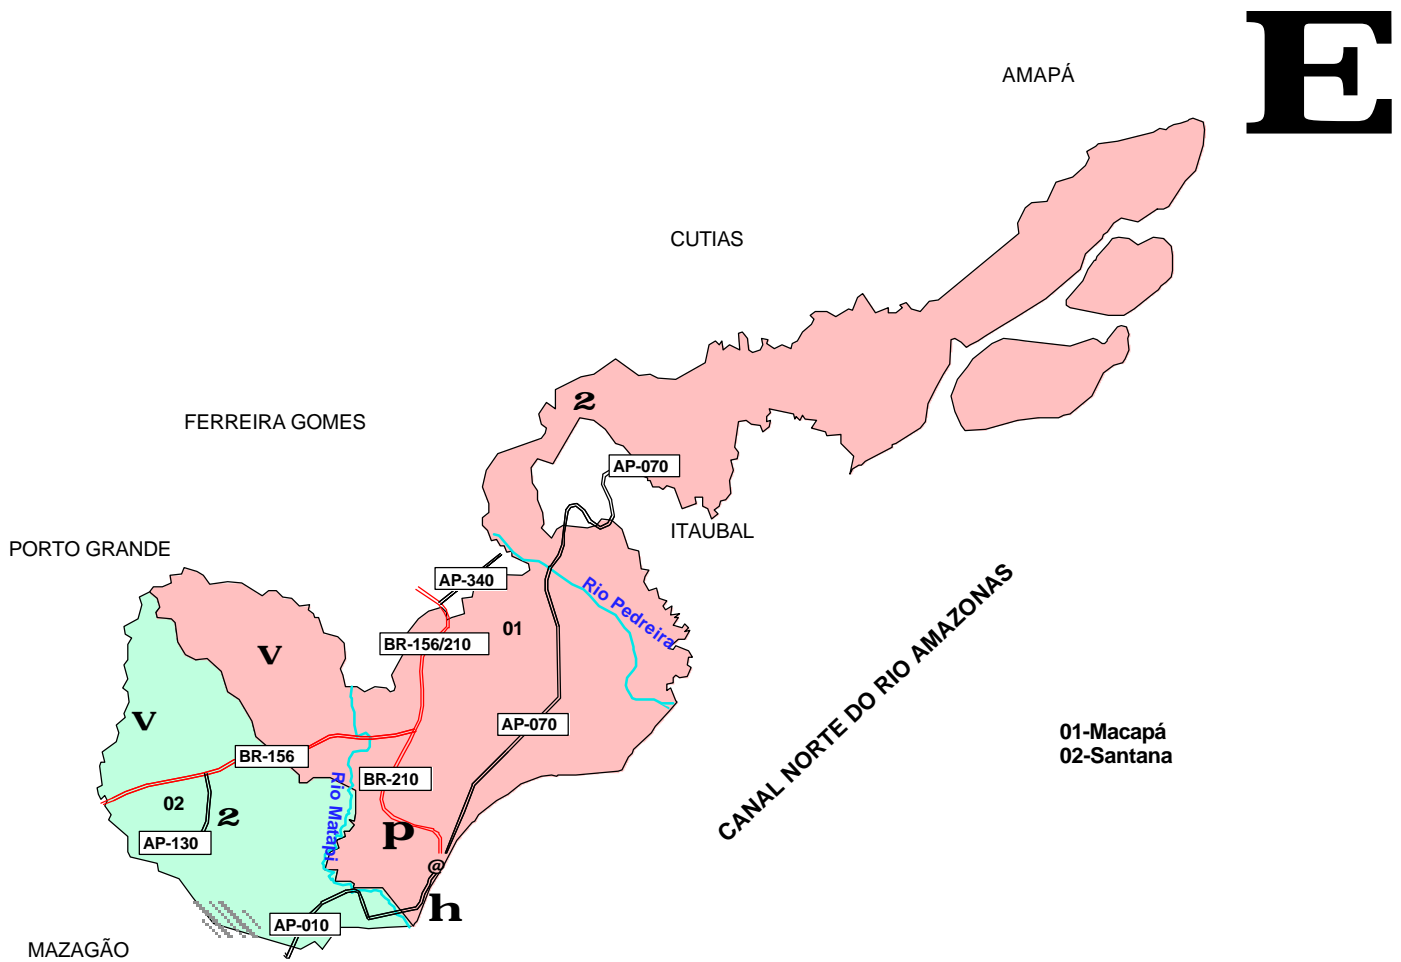 E
AMAPÁ
CUTIAS
2
FERREIRA GOMES
AP-070
ITAUBAL
PORTO GRANDE
AP-340
Rio Pedreira
01
BR-156/210
V
V
AP-070
CANAL NORTE DO RIO AMAZONAS
01-Macapá
02-Santana
BR-156
BR-210
Rio Matapi
02
2
p
AP-130
@
h
AP-010
MAZAGÃO